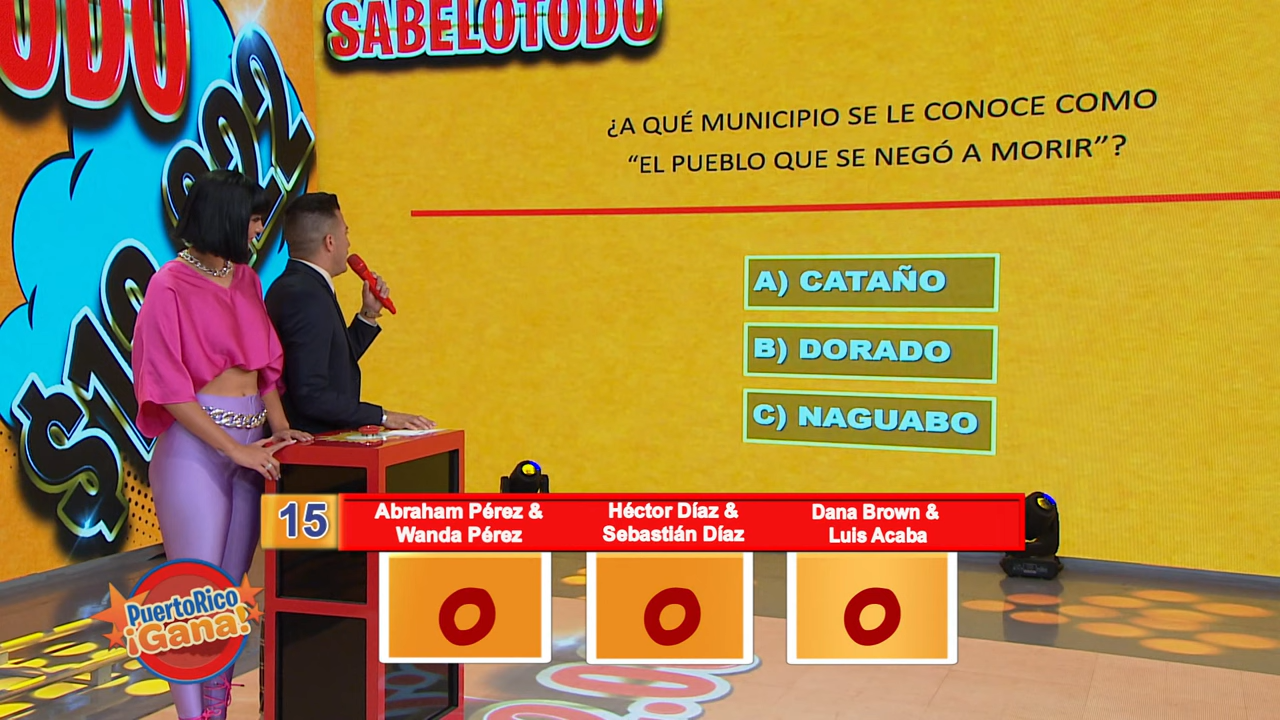 ODO
SABELOTODO
¿A QUÉ MUNICIPIO SE LE CONOCE COMO
“EL PUEBLO QUE SE NEGÓ A MORIR”?
A) CATAÑO
B) DORADO
C) NAGUABO
15
Abraham Pérez &
Wanda Pérez
Héctor Díaz &
Sebastián Díaz
Dana Brown &
Luis Acaba
0
0
0
PuertoRico
¡Gana!